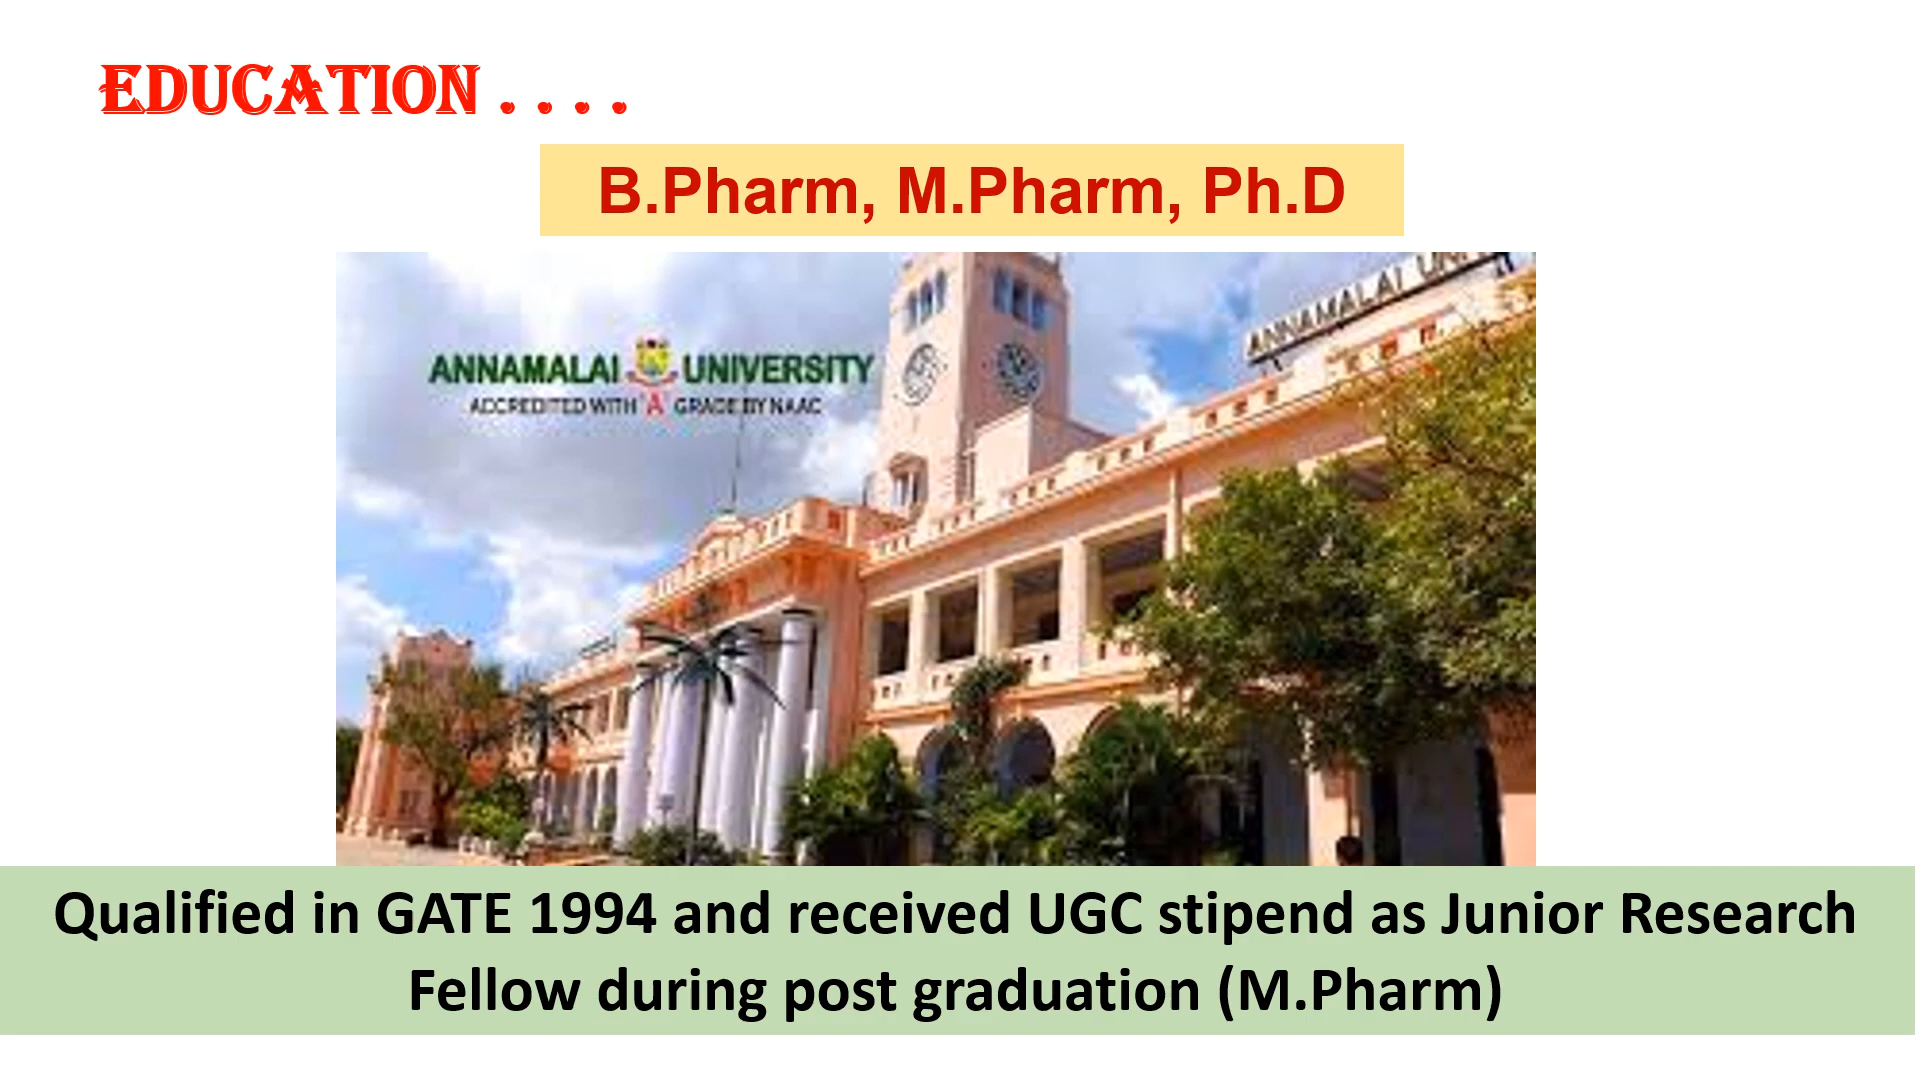 EDUCATION . . . .
B.Pharm, M.Pharm, Ph.D
ANNAMALAI UNIVERSITY
ACCREDITED WITH 'A' GRADE BY NAAC
ANNAMALAI
Qualified in GATE 1994 and received UGC stipend as Junior Research
Fellow during post graduation (M.Pharm)